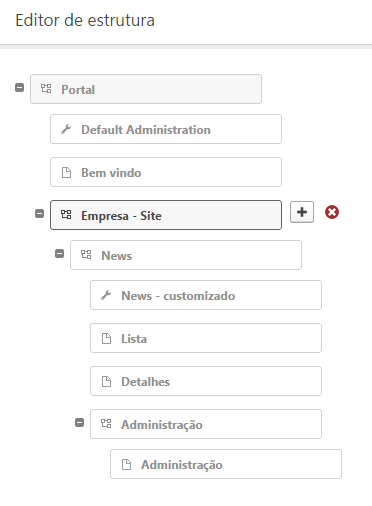 Editor de estrutura
Portal
Default Administration
Bem vindo
Empresa - Site
News
News - customizado
Lista
Detalhes
Administração
Administração